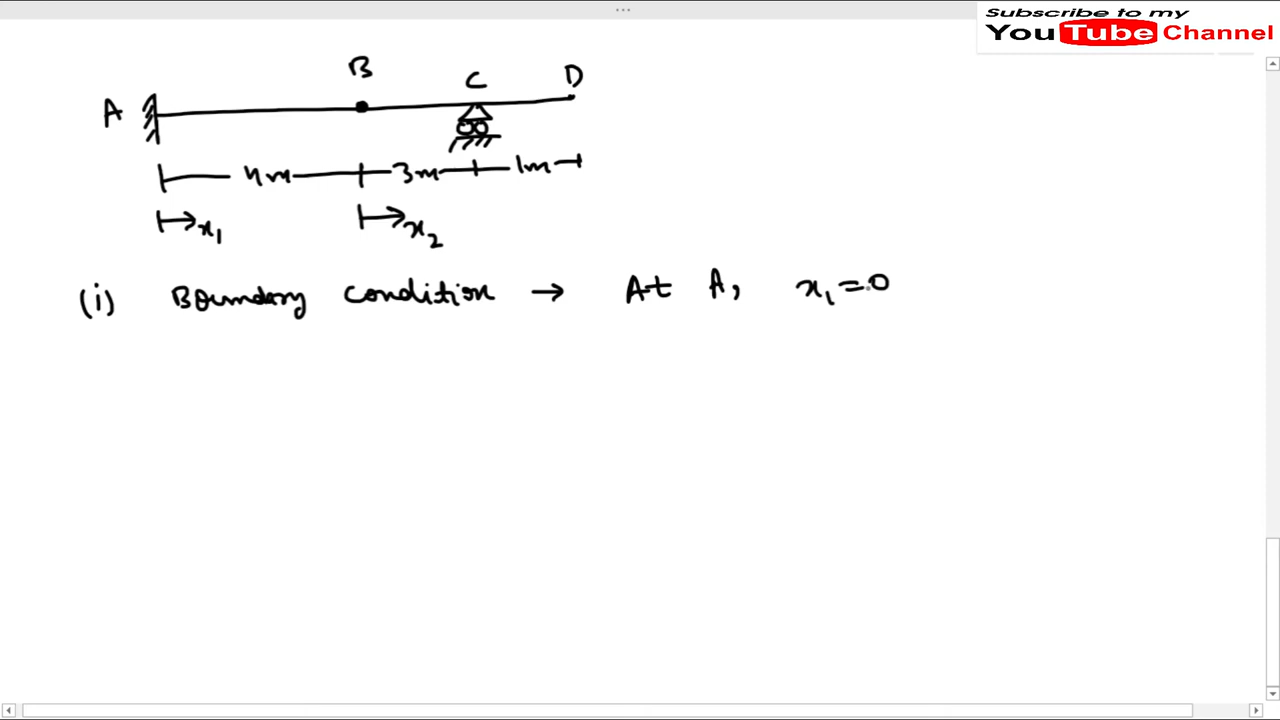 Subscribe to my
YouTube Channel
B
C
D
A
4m
3m
1m
x₁
x₂
(i) Boundary condition → At A, x₁=0